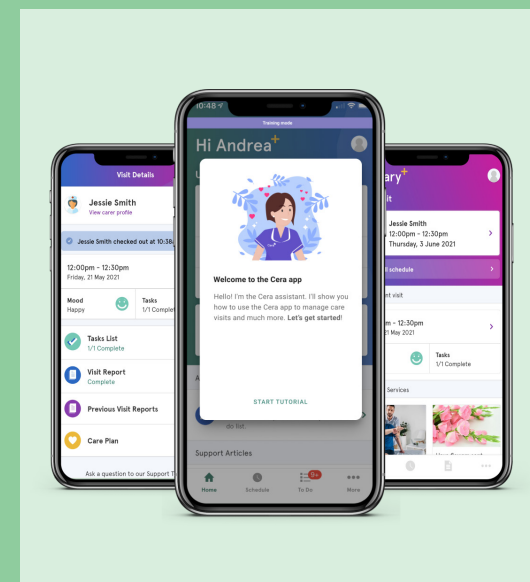 Visit Details
Jessie Smith
View carer profile
Jessie Smith checked out at 10:38
12:00pm - 12:30pm
Friday, 21 May 2021
Mood
Happy
Tasks
1/1 Complet
Tasks List
1/1 Complete
Visit Report
Complete
Previous Visit Reports
Care Plan
Ask a question to our Support T
10:48
Training mode
Hi Andrea+
Welcome to the Cera app
Hello! I'm the Cera assistant. I'll show you
how to use the Cera app to manage care
visits and much more. Let's get started!
START TUTORIAL
do list.
Support Articles
9+
Home
Schedule
To Do
More
ary+
it
Jessie Smith
12:00pm - 12:30pm
Thursday, 3 June 2021
ll schedule
nt visit
m - 12:30pm
21 May 2021
Tasks
1/1 Complete
Services